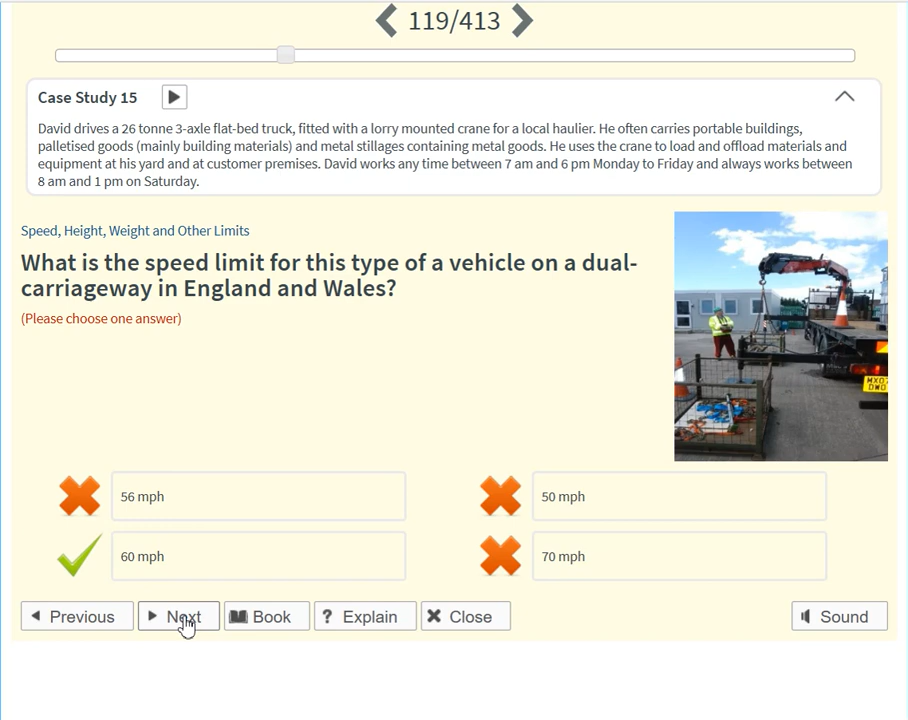 119/413
Case Study 15
David drives a 26 tonne 3-axle flat-bed truck, fitted with a lorry mounted crane for a local haulier. He often carries portable buildings,
palletised goods (mainly building materials) and metal stillages containing metal goods. He uses the crane to load and offload materials and
equipment at his yard and at customer premises. David works any time between 7 am and 6 pm Monday to Friday and always works between
8 am and 1 pm on Saturday.
Speed, Height, Weight and Other Limits
What is the speed limit for this type of a vehicle on a dual-
carriageway in England and Wales?
(Please choose one answer)
56 mph
50 mph
60 mph
70 mph
Previous
Next
Book
? Explain
Close
Sound